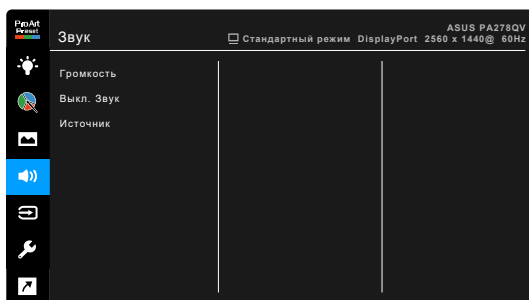 ProArt
Preset
Звук
ASUS PA278QV
Стандартный режим DisplayPort 2560 x 1440@ 60Hz
Громкость
Выкл. Звук
Источник